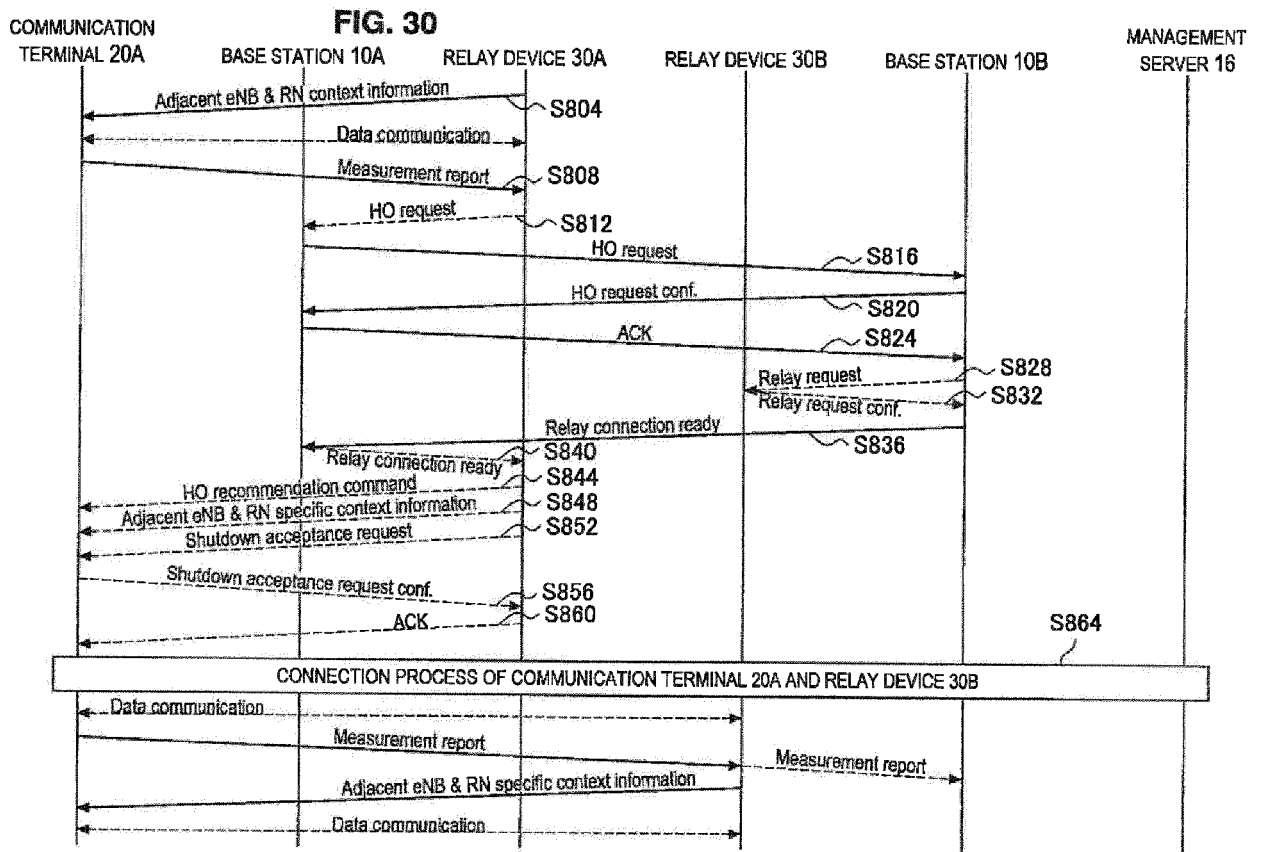 FIG. 30
COMMUNICATION
TERMINAL 20A
BASE STATION 10A
RELAY DEVICE 30A
RELAY DEVICE 30B
BASE STATION 10B
MANAGEMENT
SERVER 16
Adjacent eNB & RN context information
S804
Data communication
Measurement report
S808
HO request
S812
HO request
S816
HO request conf.
S820
ACK
S824
Relay request
S828
Relay request conf.
S832
Relay connection ready
S836
Relay connection ready
S840
HO recommendation command
S844
Adjacent eNB & RN specific context information
S848
Shutdown acceptance request
S852
Shutdown acceptance request conf.
S856
ACK
S860
S864
CONNECTION PROCESS OF COMMUNICATION TERMINAL 20A AND RELAY DEVICE 30B
Data communication
Measurement report
Measurement report
Adjacent eNB & RN specific context information
Data communication